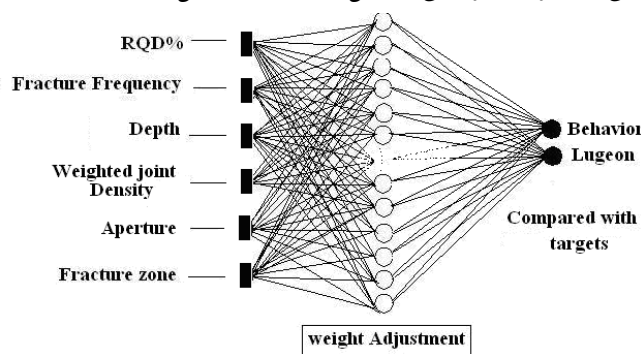 RQD%
Fracture Frequency
Depth
Weighted joint
Density
Aperture
Fracture zone
Behavior
Lugeon
Compared with
targets
weight Adjustment